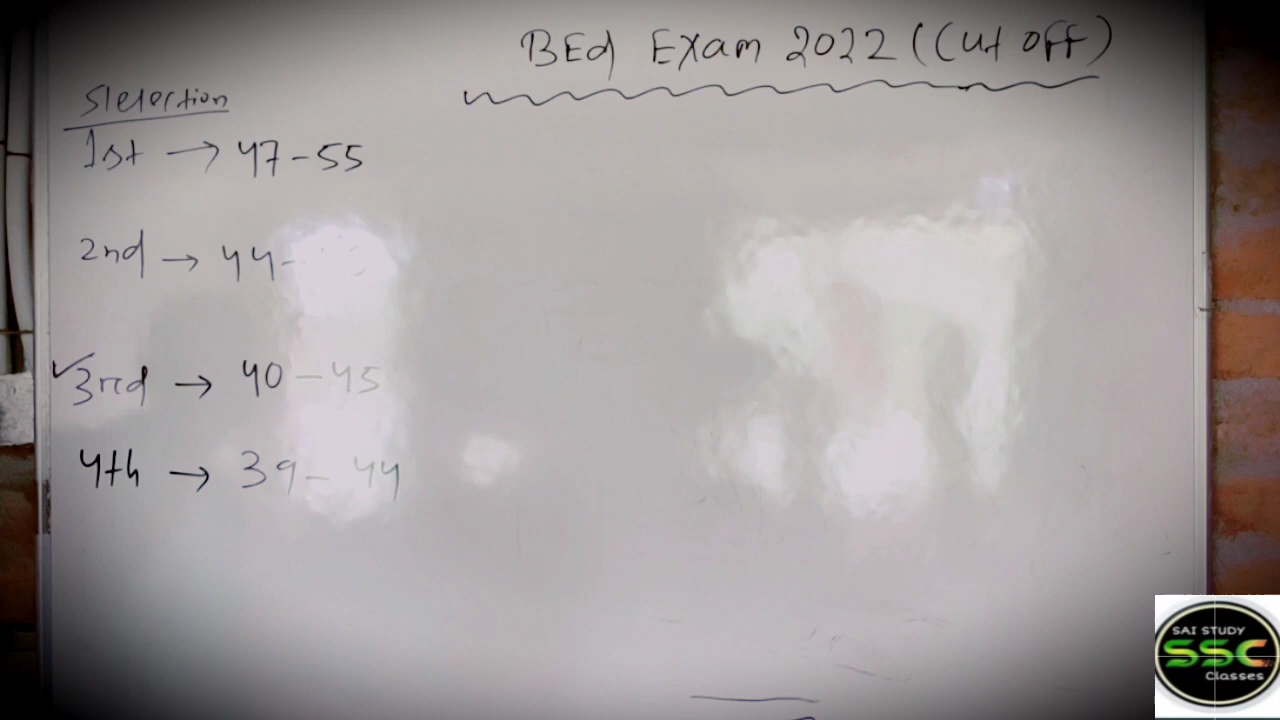 BEd Exam 2022 (Cut off)
Slelection
1st → 47-55
2nd → 44-
✓3rd → 40-45
4th → 39-44
SAI STUDY
SSC
Classes